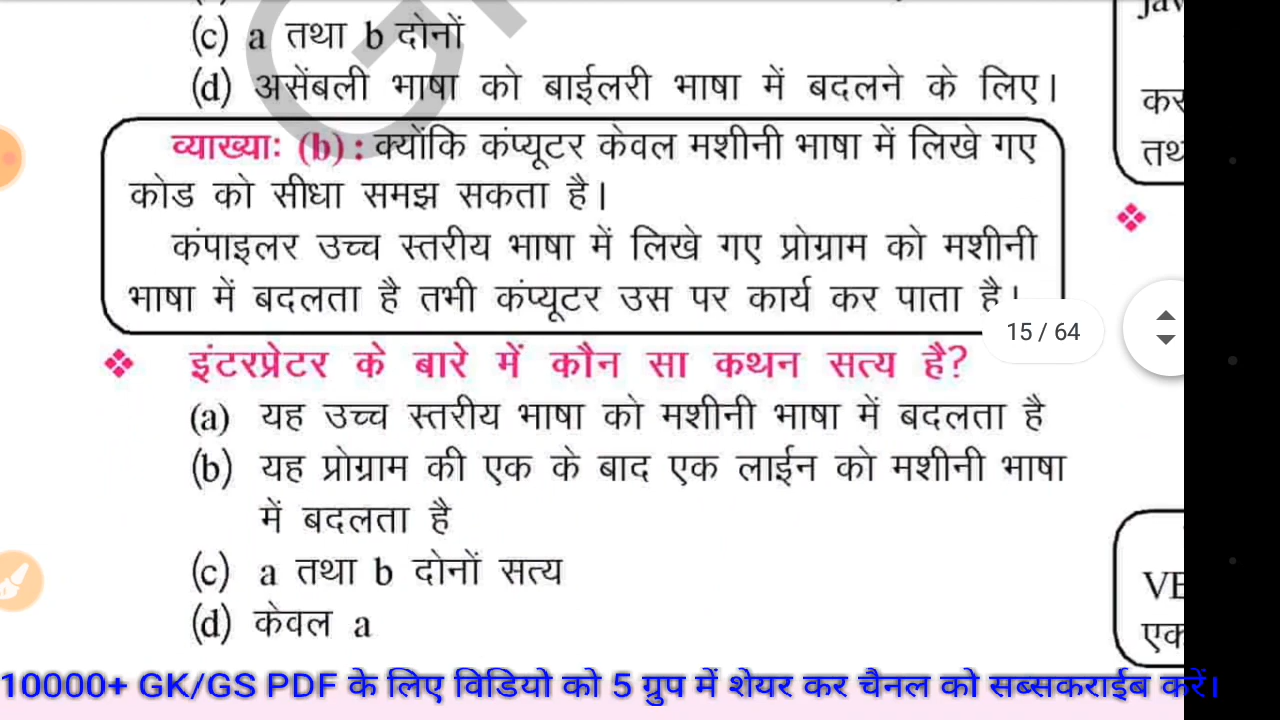 (c) a तथा b दोनों
(d) असेंबली भाषा को बाईलरी भाषा में बदलने के लिए।
व्याख्याः (b) : क्योंकि कंप्यूटर केवल मशीनी भाषा में लिखे गए
कोड को सीधा समझ सकता है।
कंपाइलर उच्च स्तरीय भाषा में लिखे गए प्रोग्राम को मशीनी
भाषा में बदलता है तभी कंप्यूटर उस पर कार्य कर पाता है।
15 / 64
❖ इंटरप्रेटर के बारे में कौन सा कथन सत्य है?
(a) यह उच्च स्तरीय भाषा को मशीनी भाषा में बदलता है
(b) यह प्रोग्राम की एक के बाद एक लाईन को मशीनी भाषा
में बदलता है
(c) a तथा b दोनों सत्य
(d) केवल a
तथ
एक
10000+ GK/GS PDF के लिए विडियो को 5 ग्रुप में शेयर कर चैनल को सब्सकराईब करें।